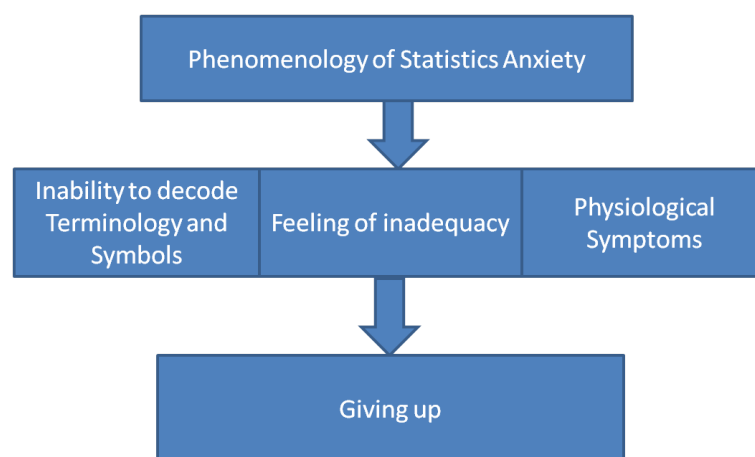 Phenomenology of Statistics Anxiety
Inability to decode
Terminology and
Symbols
Feeling of inadequacy
Physiological
Symptoms
Giving up